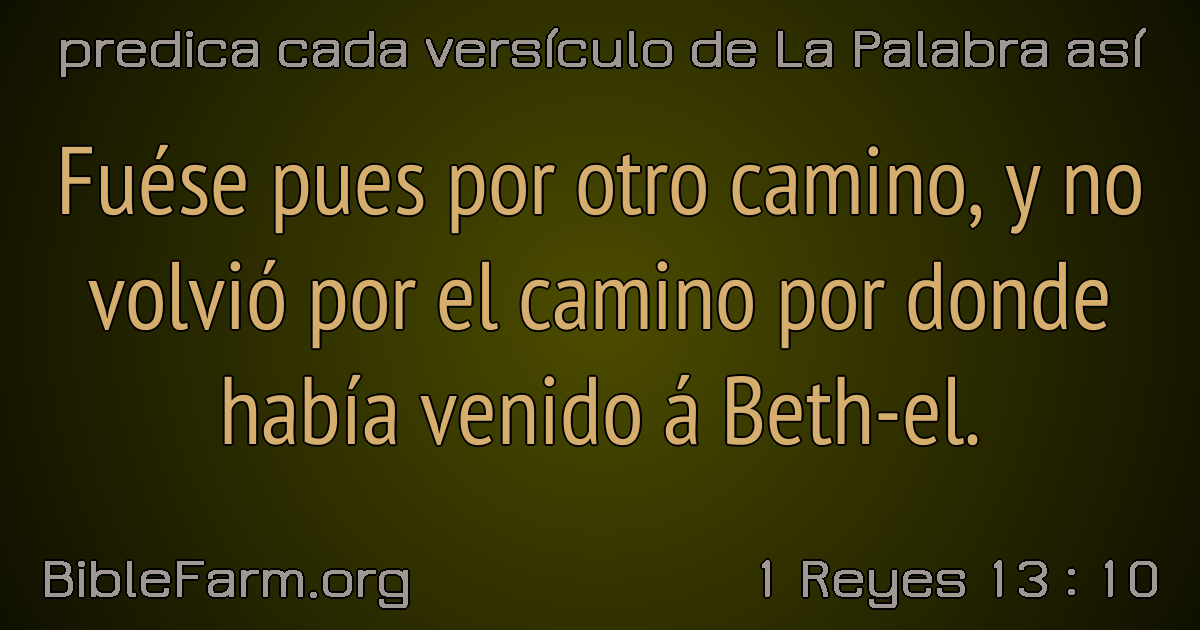 predica cada versículo de La Palabra así
Fuése pues por otro camino, y no
volvió por el camino por donde
había venido á Beth-el.
BibleFarm.org
1 Reyes 13 : 10